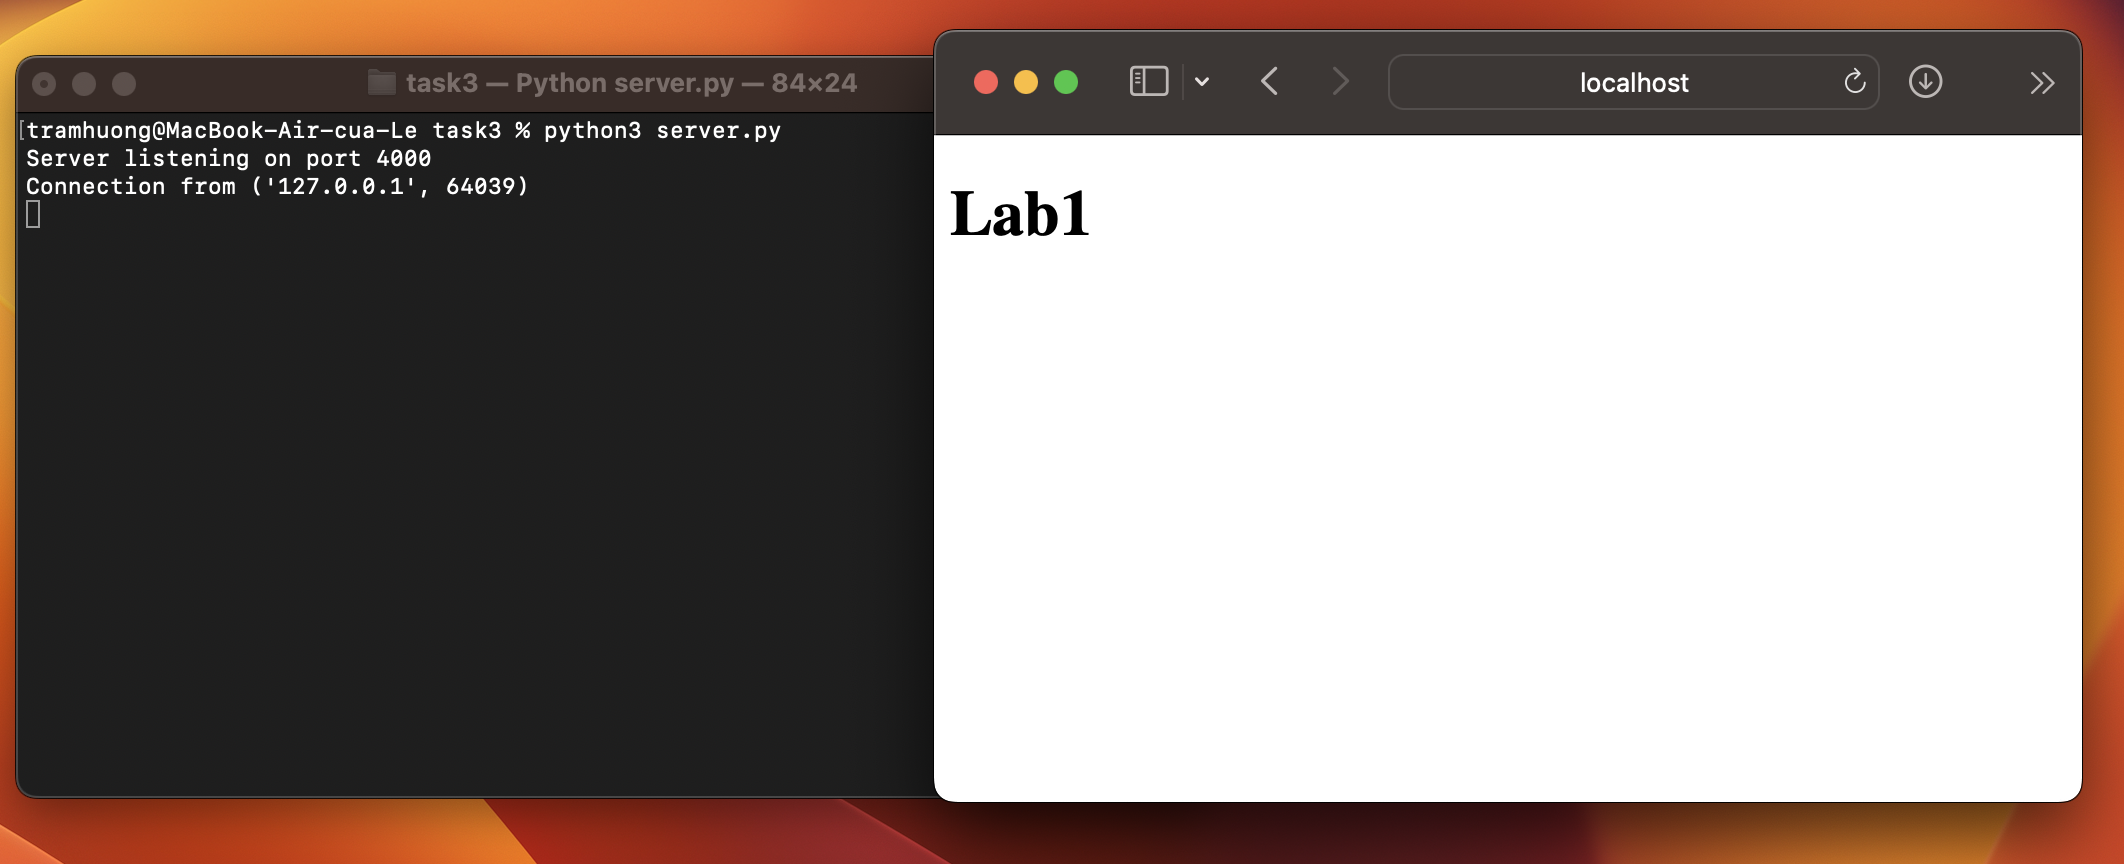 task3 — Python server.py — 84×24
tramhuong@MacBook-Air-cua-Le task3 % python3 server.py
Server listening on port 4000
Connection from ('127.0.0.1', 64039)
localhost
Lab1